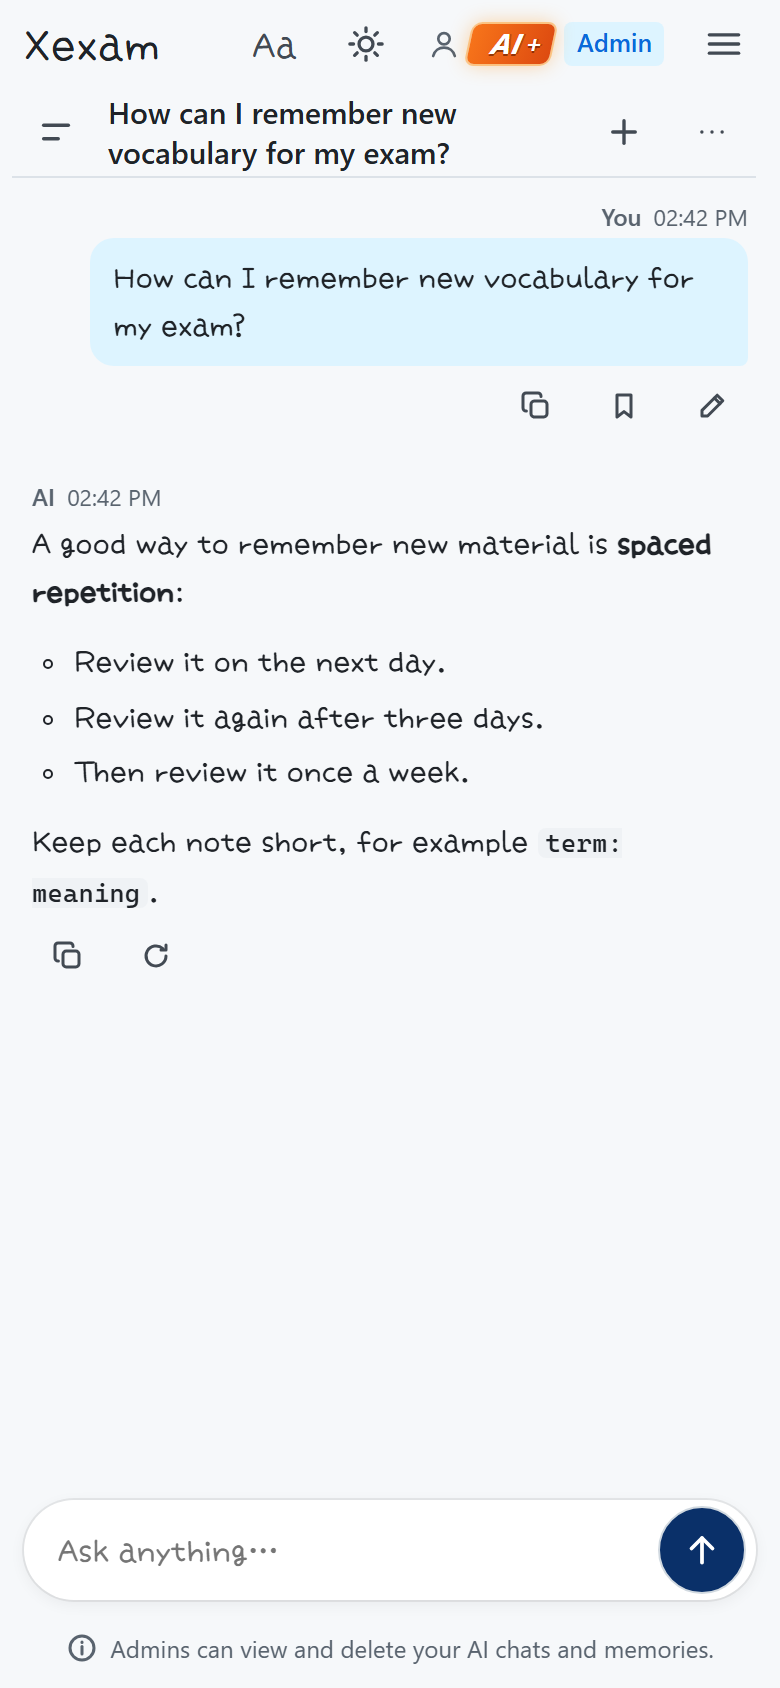 Xexam Aa AI+ Admin
How can I remember new
vocabulary for my exam?
You 02:42 PM
How can I remember new vocabulary for
my exam?
AI 02:42 PM
A good way to remember new material is spaced
repetition:
Review it on the next day.
Review it again after three days.
Then review it once a week.
Keep each note short, for example term:
meaning.
Ask anything···
Admins can view and delete your AI chats and memories.